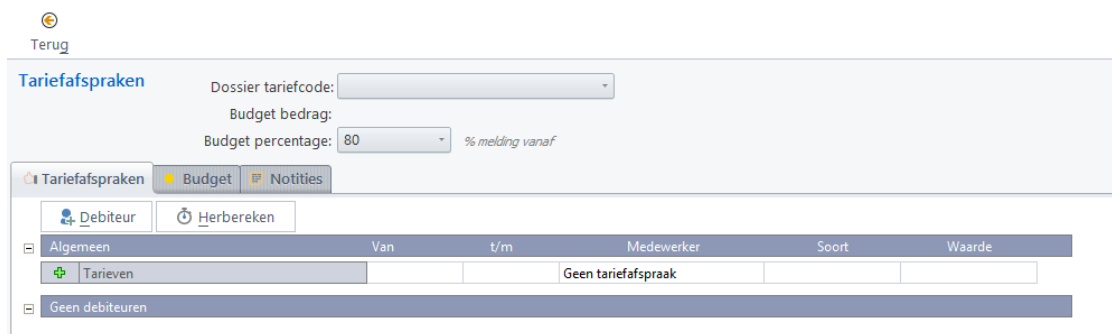 Terug
Tariefafspraken
Dossier tariefcode:
Budget bedrag:
Budget percentage: 80 % melding vanaf
Tariefafspraken Budget Notities
Debiteur Herbereken
Algemeen Van t/m Medewerker Soort Waarde
Tarieven Geen tariefafspraak
Geen debiteuren